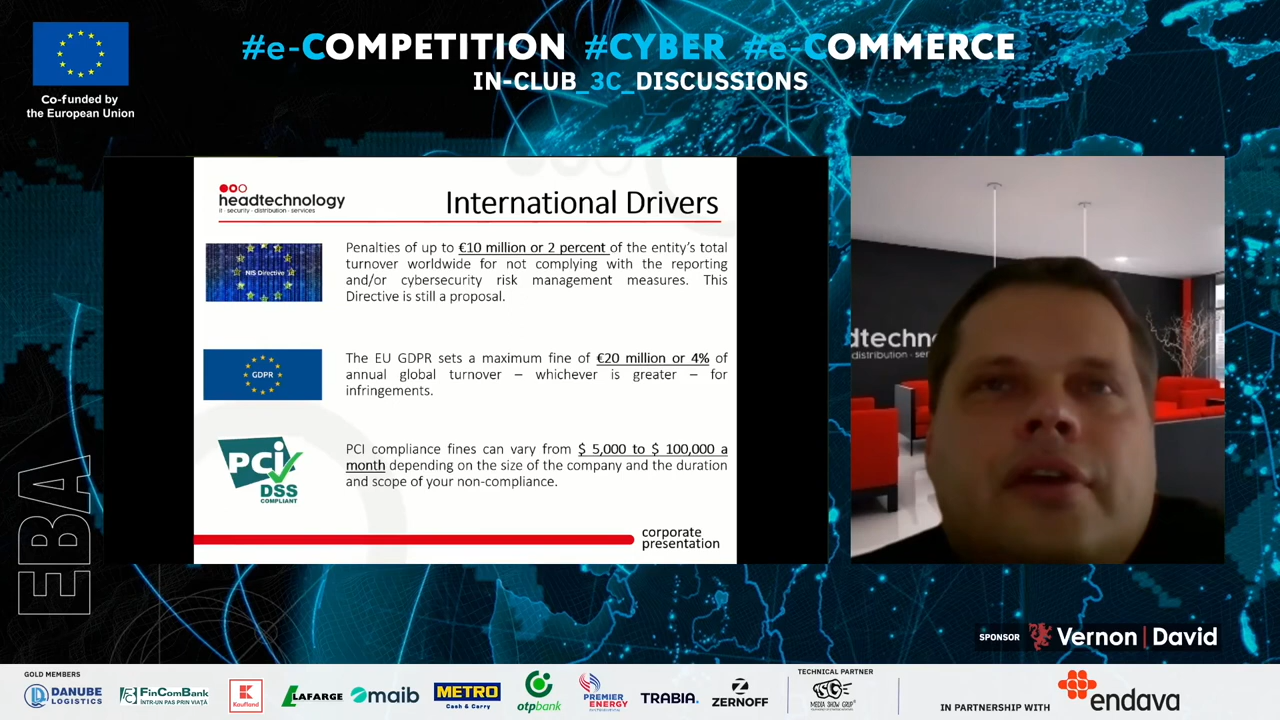 #e-COMPETITION #CYBER #e-COMMERCE
IN-CLUB_3C_DISCUSSIONS
Co-funded by
the European Union
headtechnology
it · security · distribution · services
International Drivers
NIS Directive
Penalties of up to €10 million or 2 percent of the entity's total
turnover worldwide for not complying with the reporting
and/or cybersecurity risk management measures. This
Directive is still a proposal.
GDPR
The EU GDPR sets a maximum fine of €20 million or 4% of
annual global turnover – whichever is greater – for
infringements.
PCi
DSS
COMPLIANT
PCI compliance fines can vary from $ 5,000 to $ 100,000 a
month depending on the size of the company and the duration
and scope of your non-compliance.
corporate
presentation
dtechno
distribution · ser
EBA
SPONSOR
Vernon | David
GOLD MEMBERS
DANUBE
LOGISTICS
FinComBank
ÎNTR-UN PAS PRIN VIAȚĂ
Kaufland
LAFARGE
maib
METRO
Cash & Carry
otpbank
PREMIER
ENERGY
TRABIA
ZERNOFF
TECHNICAL PARTNER
MEDIA SHOW GRUP
IN PARTNERSHIP WITH
endava